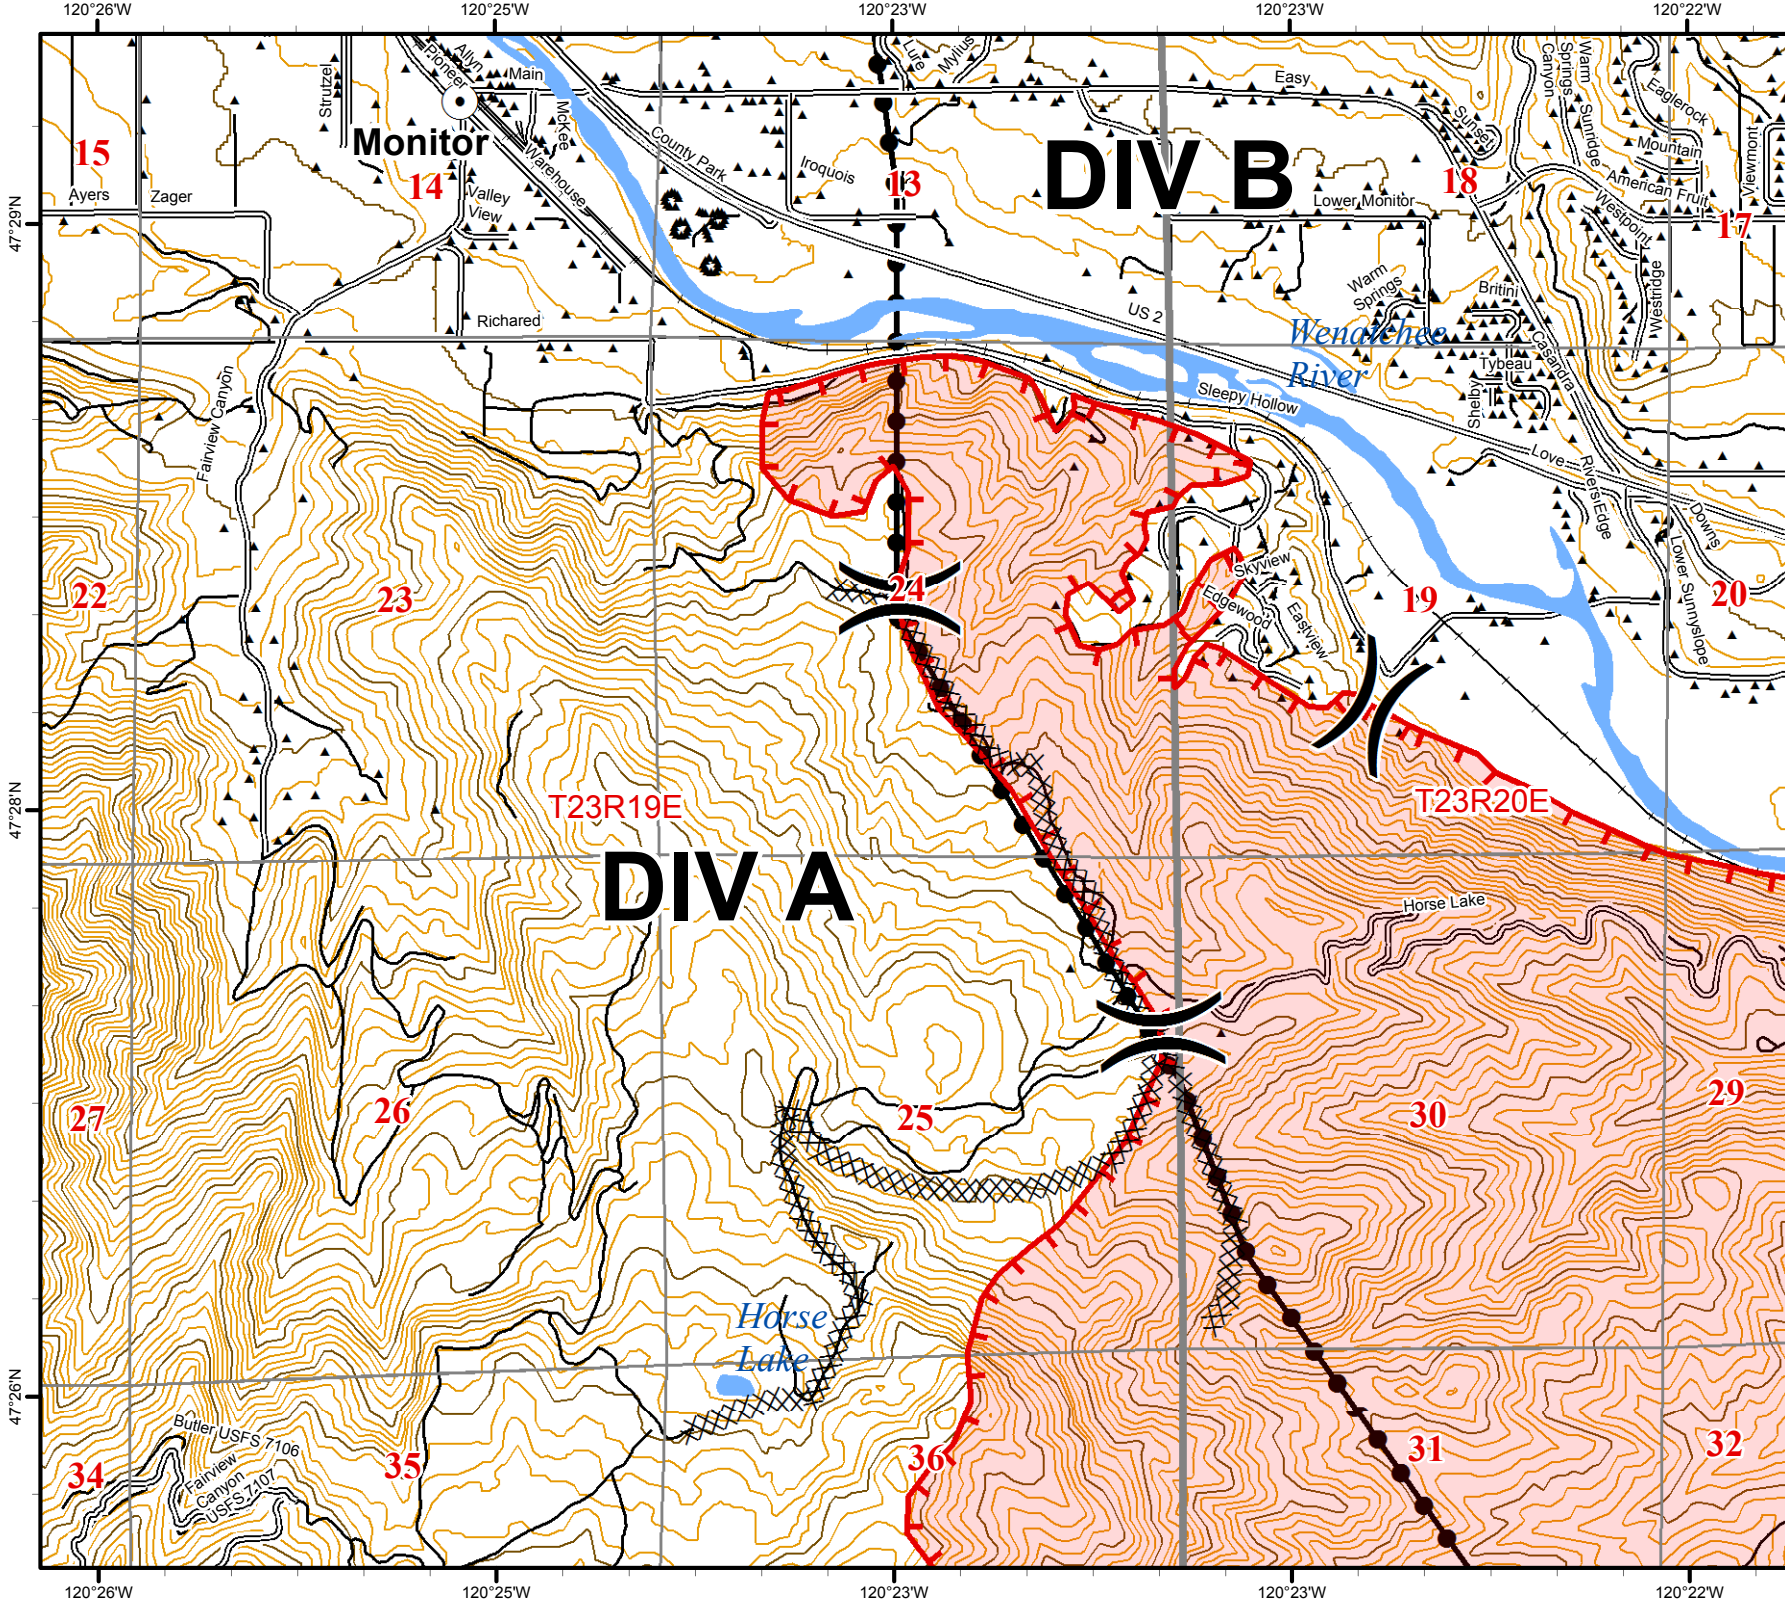 120°26'W
120°25'W
120°23'W
120°23'W
120°22'W
47°29'N
47°28'N
47°26'N
Strutzel
Pioneer
Allyn
Main
McKee
Lure
Mylius
Easy
Canyon
Springs
Warm
Eaglerock
Monitor
Warehouse
County Park
Iroquois
DIV B
Sunset
Sunridge
Mountain
Viewmont
15
14
13
18
17
Ayers
Zager
Valley
View
Lower Monitor
American Fruit
Westpoint
Westridge
Warm
Springs
Britini
US 2
Richared
Wenatchee
River
Casandra
Tybeau
Shelby
Sleepy Hollow
Fairview Canyon
Love
RiversEdge
Downs
Lower Sunnyslope
22
23
24
Skyview
Edgewood
Eastview
19
20
T23R19E
T23R20E
DIV A
Horse Lake
27
26
25
30
29
Horse
Lake
Butler USFS 7106
Fairview
Canyon
USFS 7107
34
35
36
31
32
120°26'W
120°25'W
120°23'W
120°23'W
120°22'W